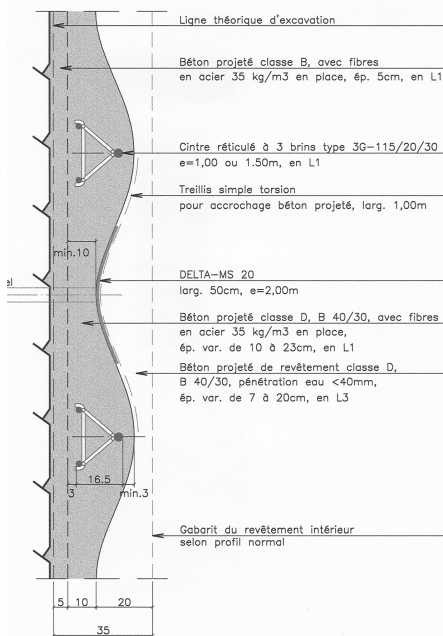 Ligne théorique d'excavation
Béton projeté classe B, avec fibres
en acier 35 kg/m3 en place, ép. 5cm, en L1
Cintre réticulé à 3 brins type 3G-115/20/30
e=1,00 ou 1.50m, en L1
Treillis simple torsion
pour accrochage béton projeté, larg. 1,00m
min.10
el
DELTA-MS 20
larg. 50cm, e=2,00m
Béton projeté classe D, B 40/30, avec fibres
en acier 35 kg/m3 en place,
ép. var. de 10 à 23cm, en L1
Béton projeté de revêtement classe D,
B 40/30, pénétration eau <40mm,
ép. var. de 7 à 20cm, en L3
16.5
3
min.3
Gabarit du revêtement intérieur
selon profil normal
5 10 20
35